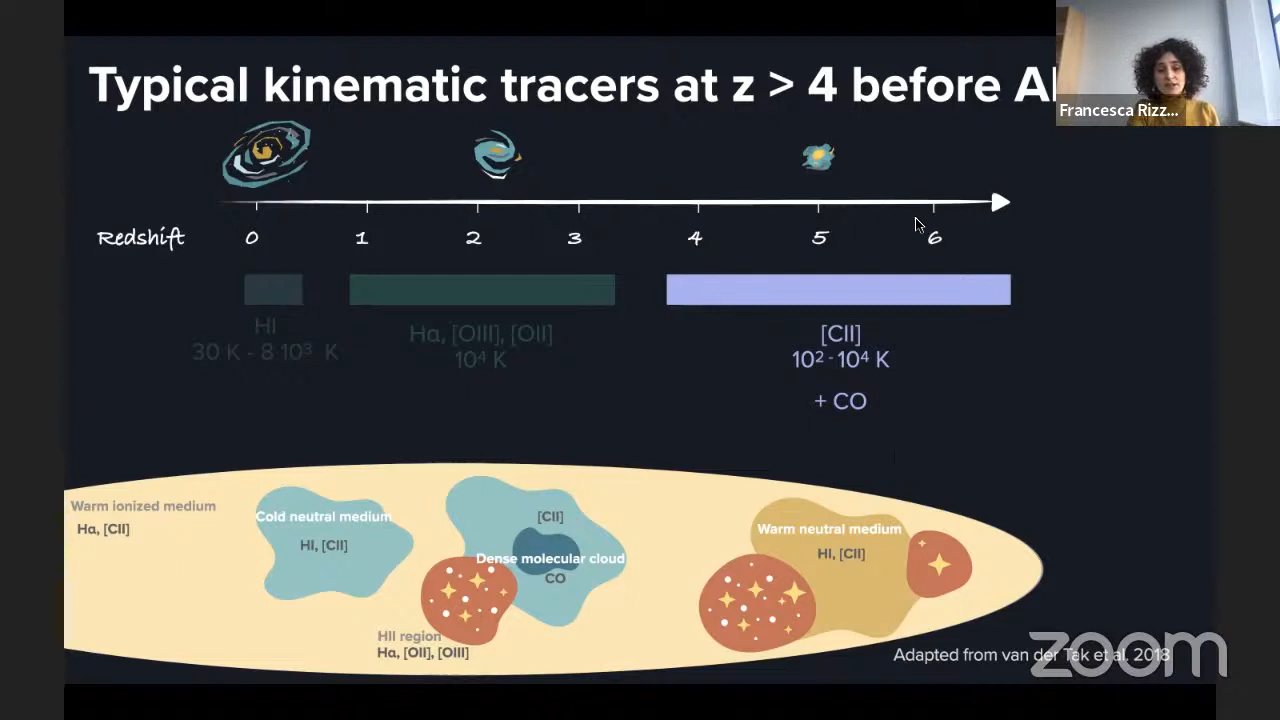 Typical kinematic tracers at z > 4 before
Francesca Rizz...
Redshift 0 1 2 3 4 5 6
HI
30 K - 8 10³ K
Hα, [OIII], [OII]
10⁴ K
[CII]
10² - 10⁴ K
+ CO
Warm ionized medium
Hα, [CII]
Cold neutral medium
HI, [CII]
[CII]
Dense molecular cloud
CO
HII region
Hα, [OII], [OIII]
Warm neutral medium
HI, [CII]
Adapted from van der Tak et al. 2018
zoom